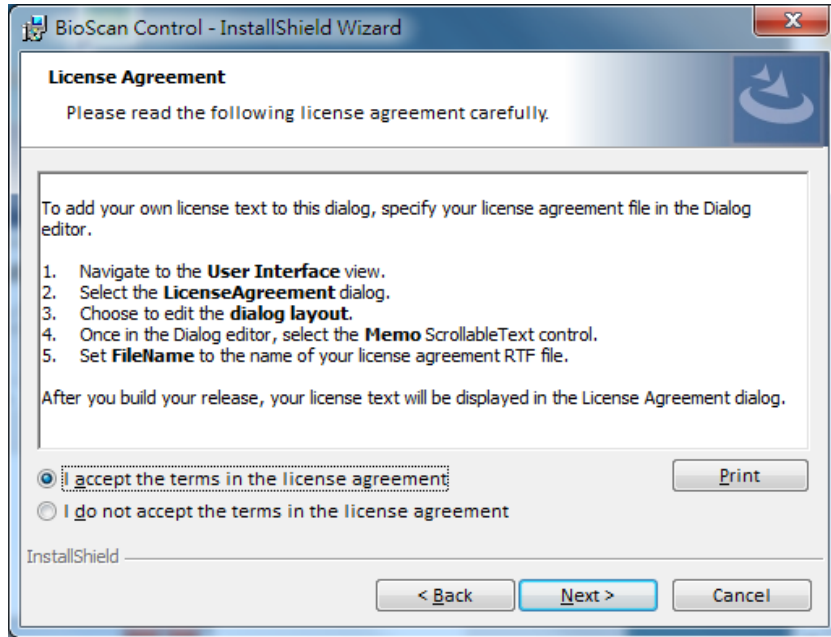 BioScan Control - InstallShield Wizard
License Agreement
Please read the following license agreement carefully.
To add your own license text to this dialog, specify your license agreement file in the Dialog
editor.
1. Navigate to the User Interface view.
2. Select the LicenseAgreement dialog.
3. Choose to edit the dialog layout.
4. Once in the Dialog editor, select the Memo ScrollableText control.
5. Set FileName to the name of your license agreement RTF file.
After you build your release, your license text will be displayed in the License Agreement dialog.
I accept the terms in the license agreement
Print
I do not accept the terms in the license agreement
InstallShield
< Back
Next >
Cancel